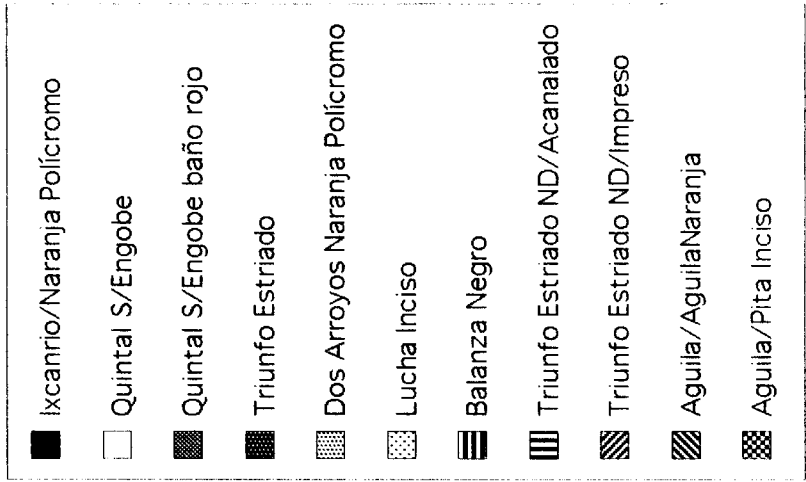 Ixcanrio/Naranja Polícromo
Quintal S/Engobe
Quintal S/Engobe baño rojo
Triunfo Estriado
Dos Arroyos Naranja Polícromo
Lucha Inciso
Balanza Negro
Triunfo Estriado ND/Acanalado
Triunfo Estriado ND/Impreso
Aguila/AguilaNaranja
Aguila/Pita Inciso